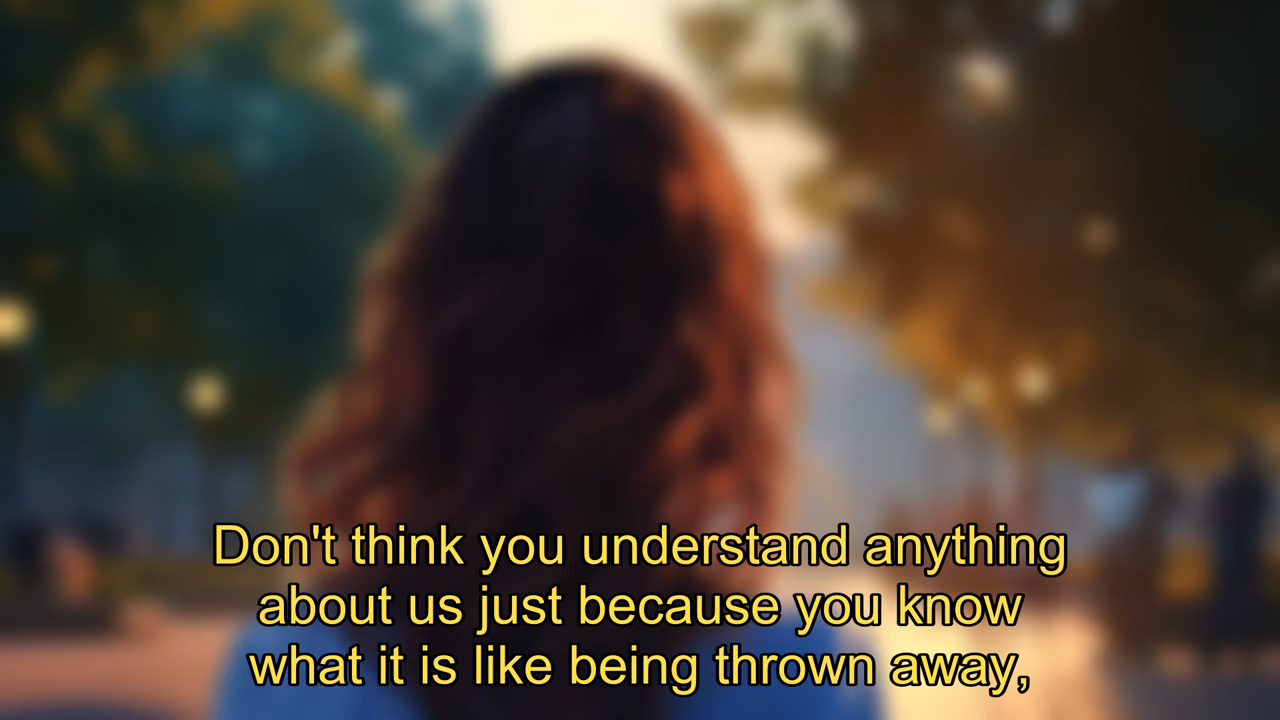 Don't think you understand anything
about us just because you know
what it is like being thrown away,